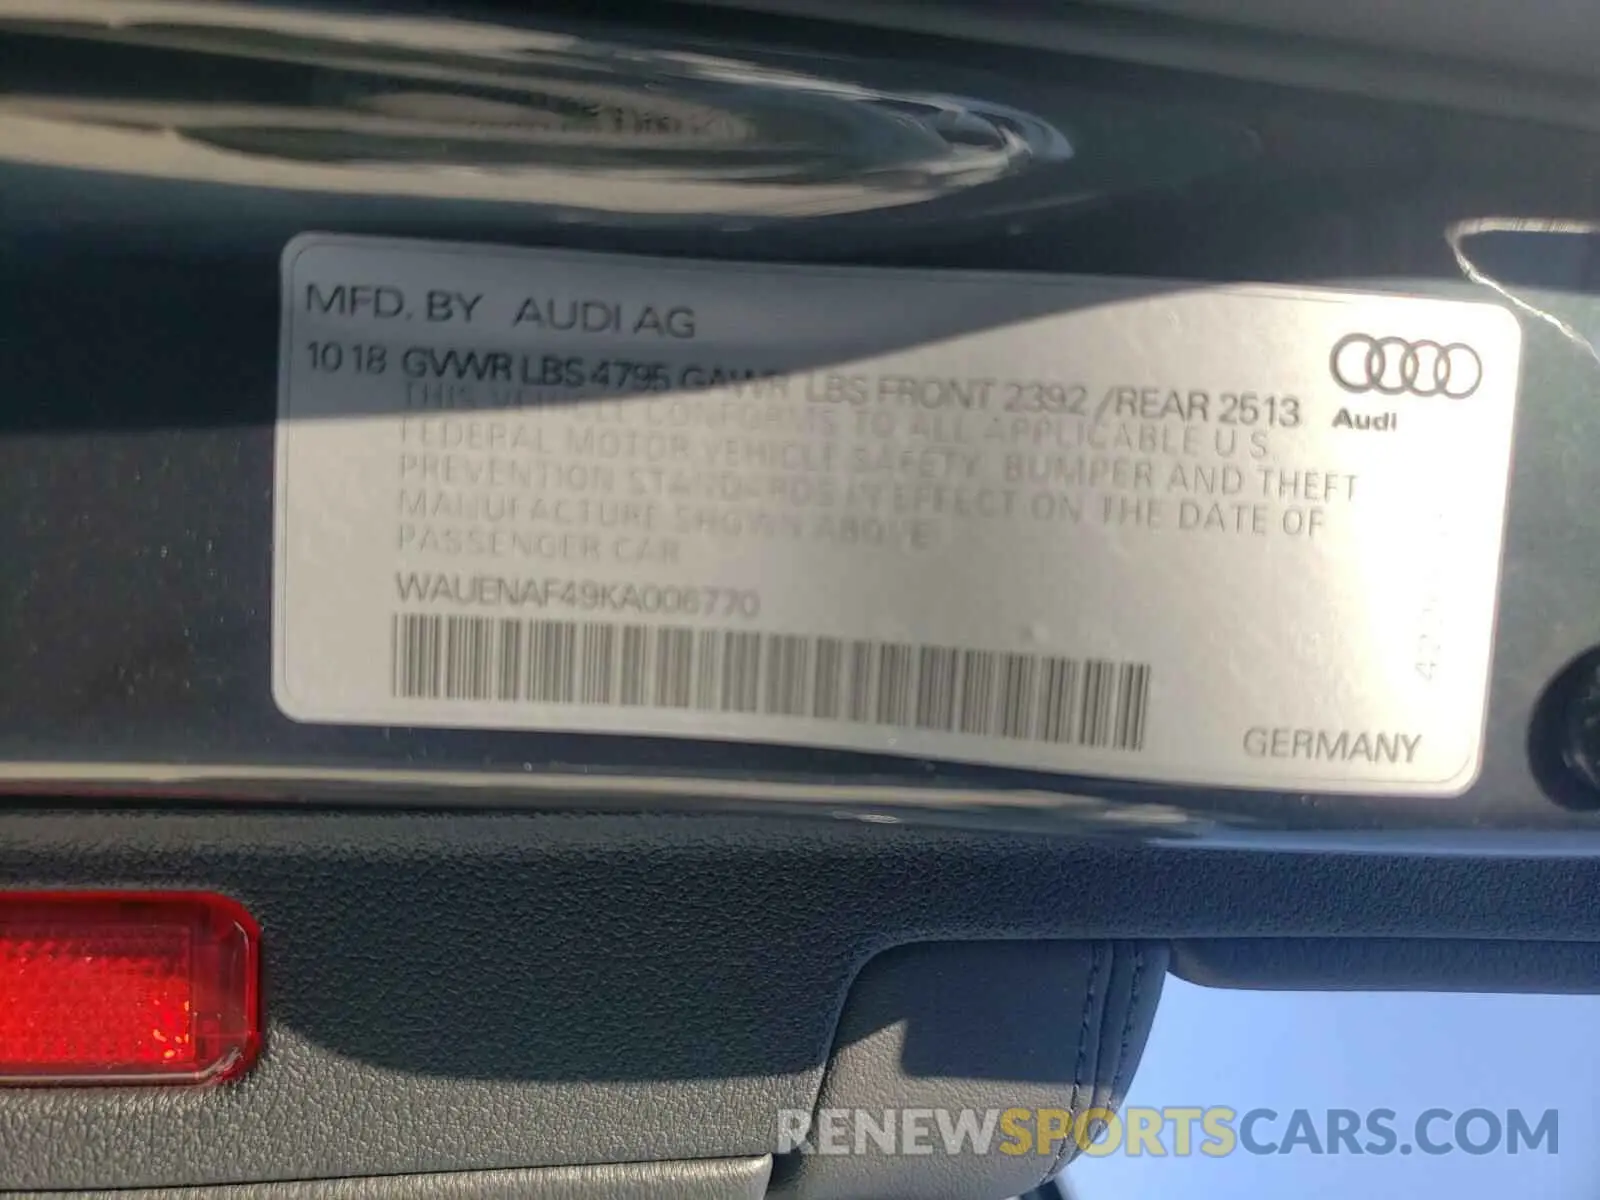 MFD. BY AUDI AG
10 18 GVWR LBS 4795 GAWR LBS FRONT 2392 /REAR 2513
THIS VEHICLE CONFORMS TO ALL APPLICABLE U S
FEDERAL MOTOR VEHICLE SAFETY, BUMPER AND THEFT
PREVENTION STANDARDS IN EFFECT ON THE DATE OF
MANUFACTURE SHOWN ABOVE
PASSENGER CAR
WAUENAF49KA006770
Audi
GERMANY
RENEWSPORTSCARS.COM